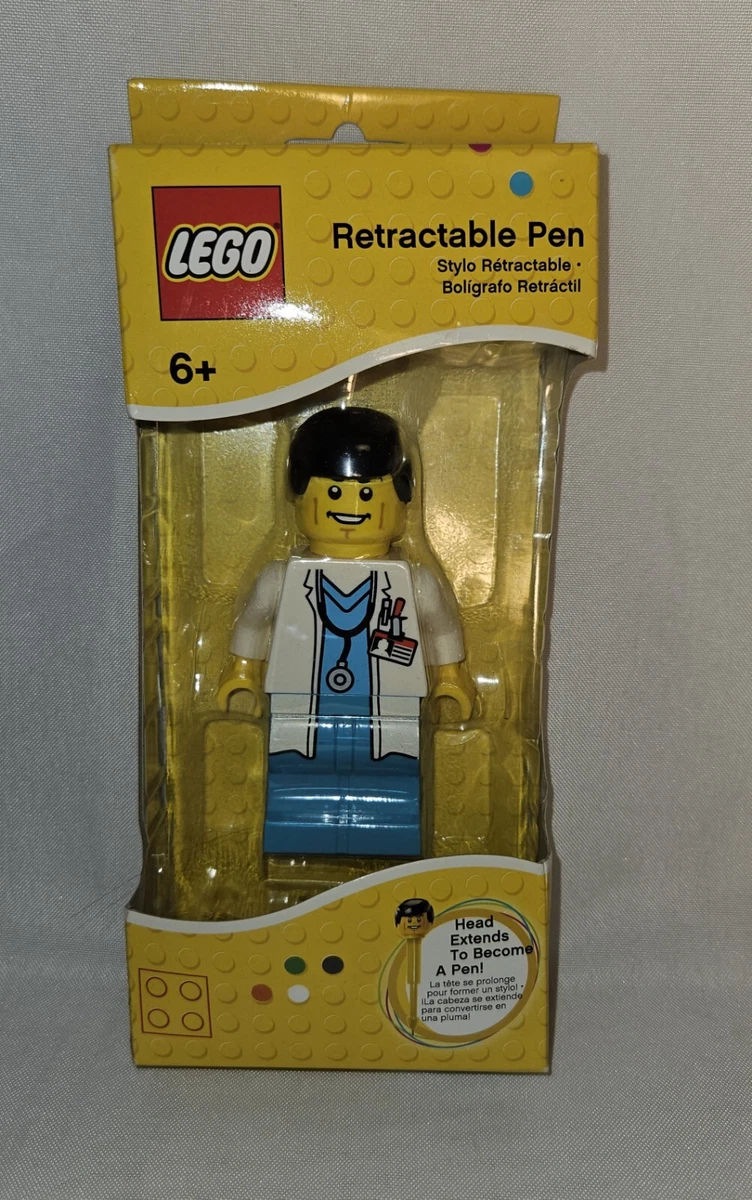 LEGO
Retractable Pen
Stylo Rétractable •
Bolígrafo Retráctil
6+
Head
Extends
To Become
A Pen!
La tête se prolonge
pour former un stylo! •
¡La cabeza se extiende
para convertirse en
una pluma!